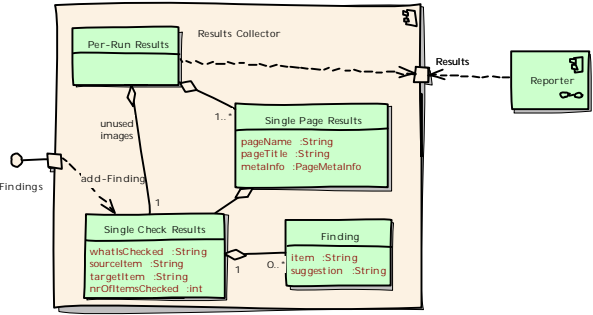 Results Collector
Per-Run Results
Results
Reporter
unused
images
1..*
Single Page Results
pageName :String
pageTitle :String
metaInfo :PageMetaInfo
add-Finding
Findings
1
Single Check Results
whatIsChecked :String
sourceItem :String
targetItem :String
nrOfItemsChecked :int
1
0..*
Finding
item :String
suggestion :String